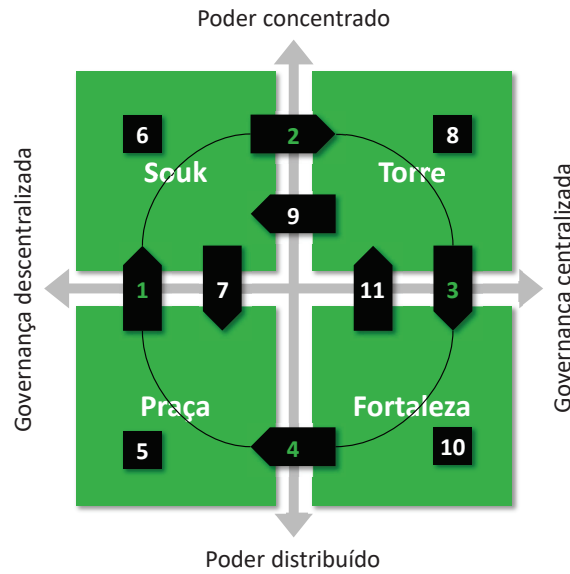 Poder concentrado
6
2
8
Souk
Torre
9
Governança descentralizada
Governança centralizada
1
7
11
3
Praça
Fortaleza
5
4
10
Poder distribuído